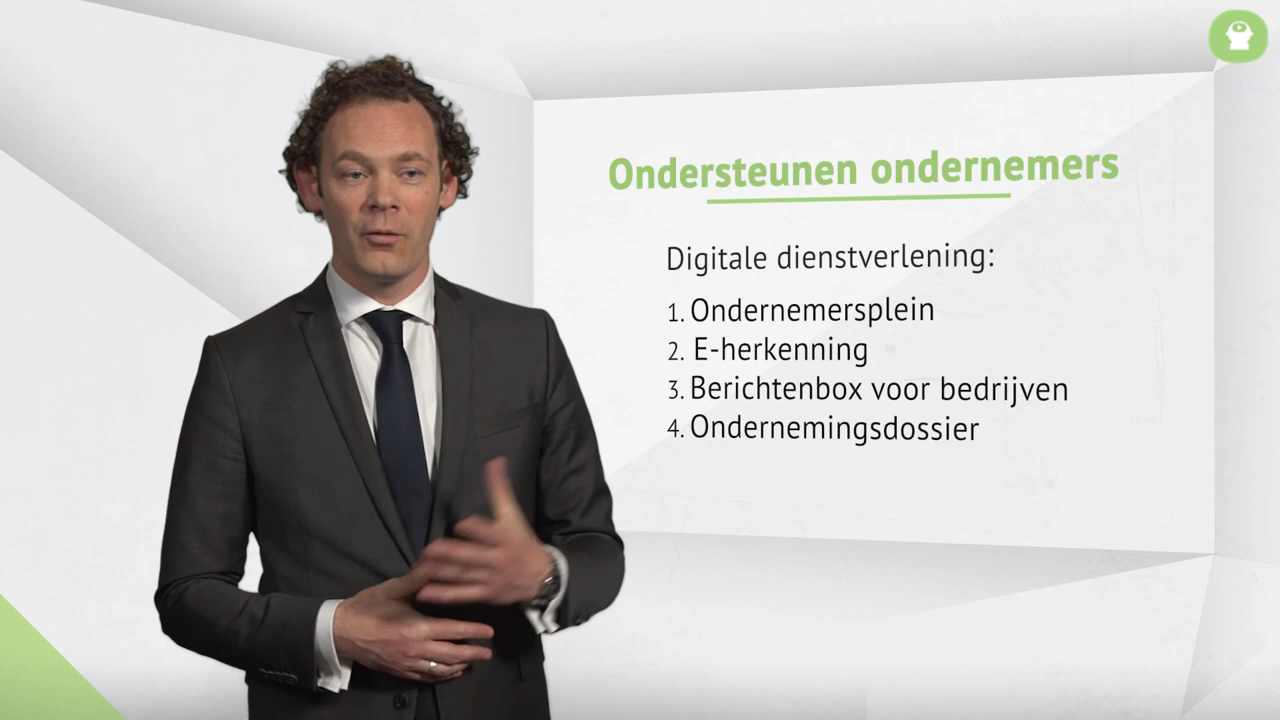 Ondersteunen ondernemers
Digitale dienstverlening:
1. Ondernemersplein
2. E-herkenning
3. Berichtenbox voor bedrijven
4. Ondernemingsdossier